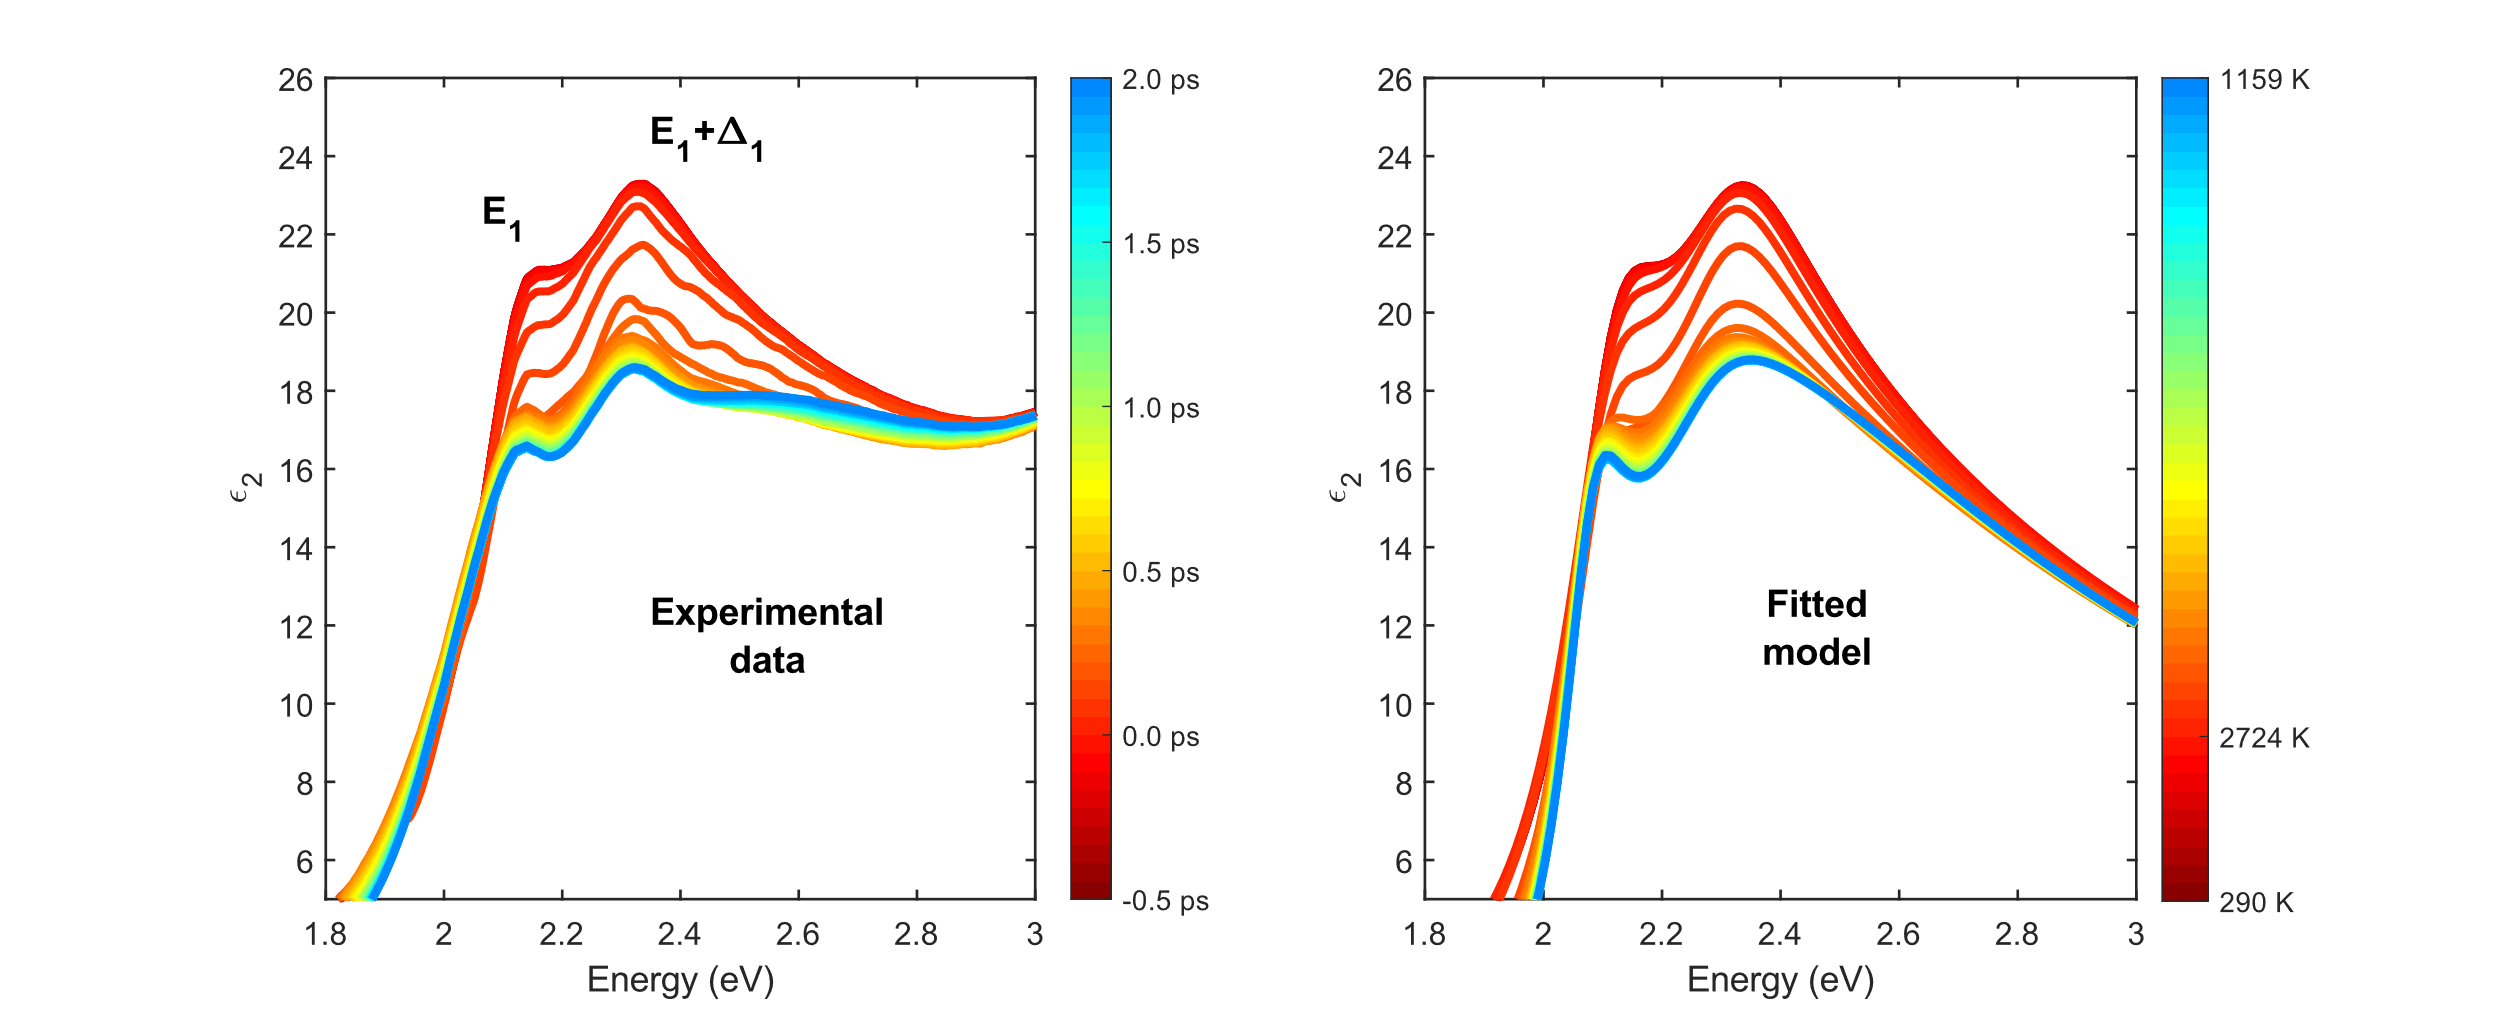 26
24
22
20
18
16
14
12
10
8
6
ϵ2
1.8 2 2.2 2.4 2.6 2.8 3
Energy (eV)
E1
E1+Δ1
Experimental
data
2.0 ps
1.5 ps
1.0 ps
0.5 ps
0.0 ps
-0.5 ps
26
24
22
20
18
16
14
12
10
8
6
ϵ2
1.8 2 2.2 2.4 2.6 2.8 3
Energy (eV)
Fitted
model
1159 K
2724 K
290 K